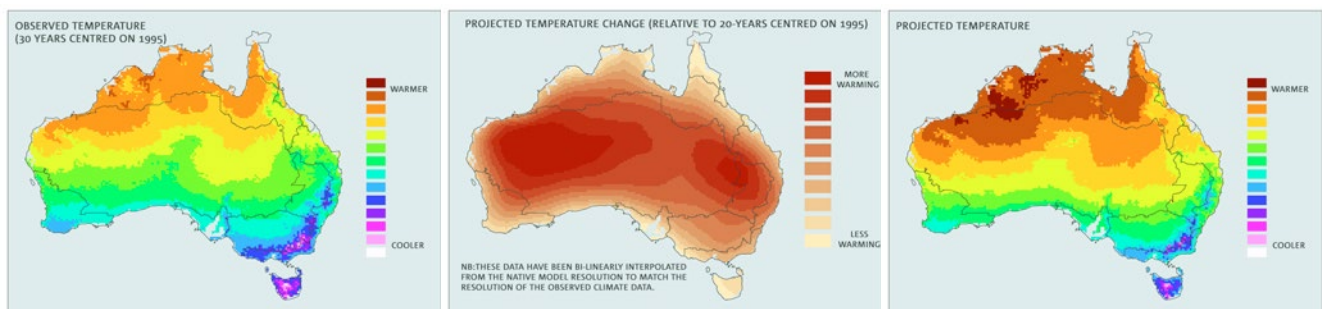 OBSERVED TEMPERATURE
(30 YEARS CENTRED ON 1995)
WARMER
COOLER
PROJECTED TEMPERATURE CHANGE (RELATIVE TO 20-YEARS CENTRED ON 1995)
MORE
WARMING
LESS
WARMING
NB:THESE DATA HAVE BEEN BI-LINEARLY INTERPOLATED
FROM THE NATIVE MODEL RESOLUTION TO MATCH THE
RESOLUTION OF THE OBSERVED CLIMATE DATA.
PROJECTED TEMPERATURE
WARMER
COOLER